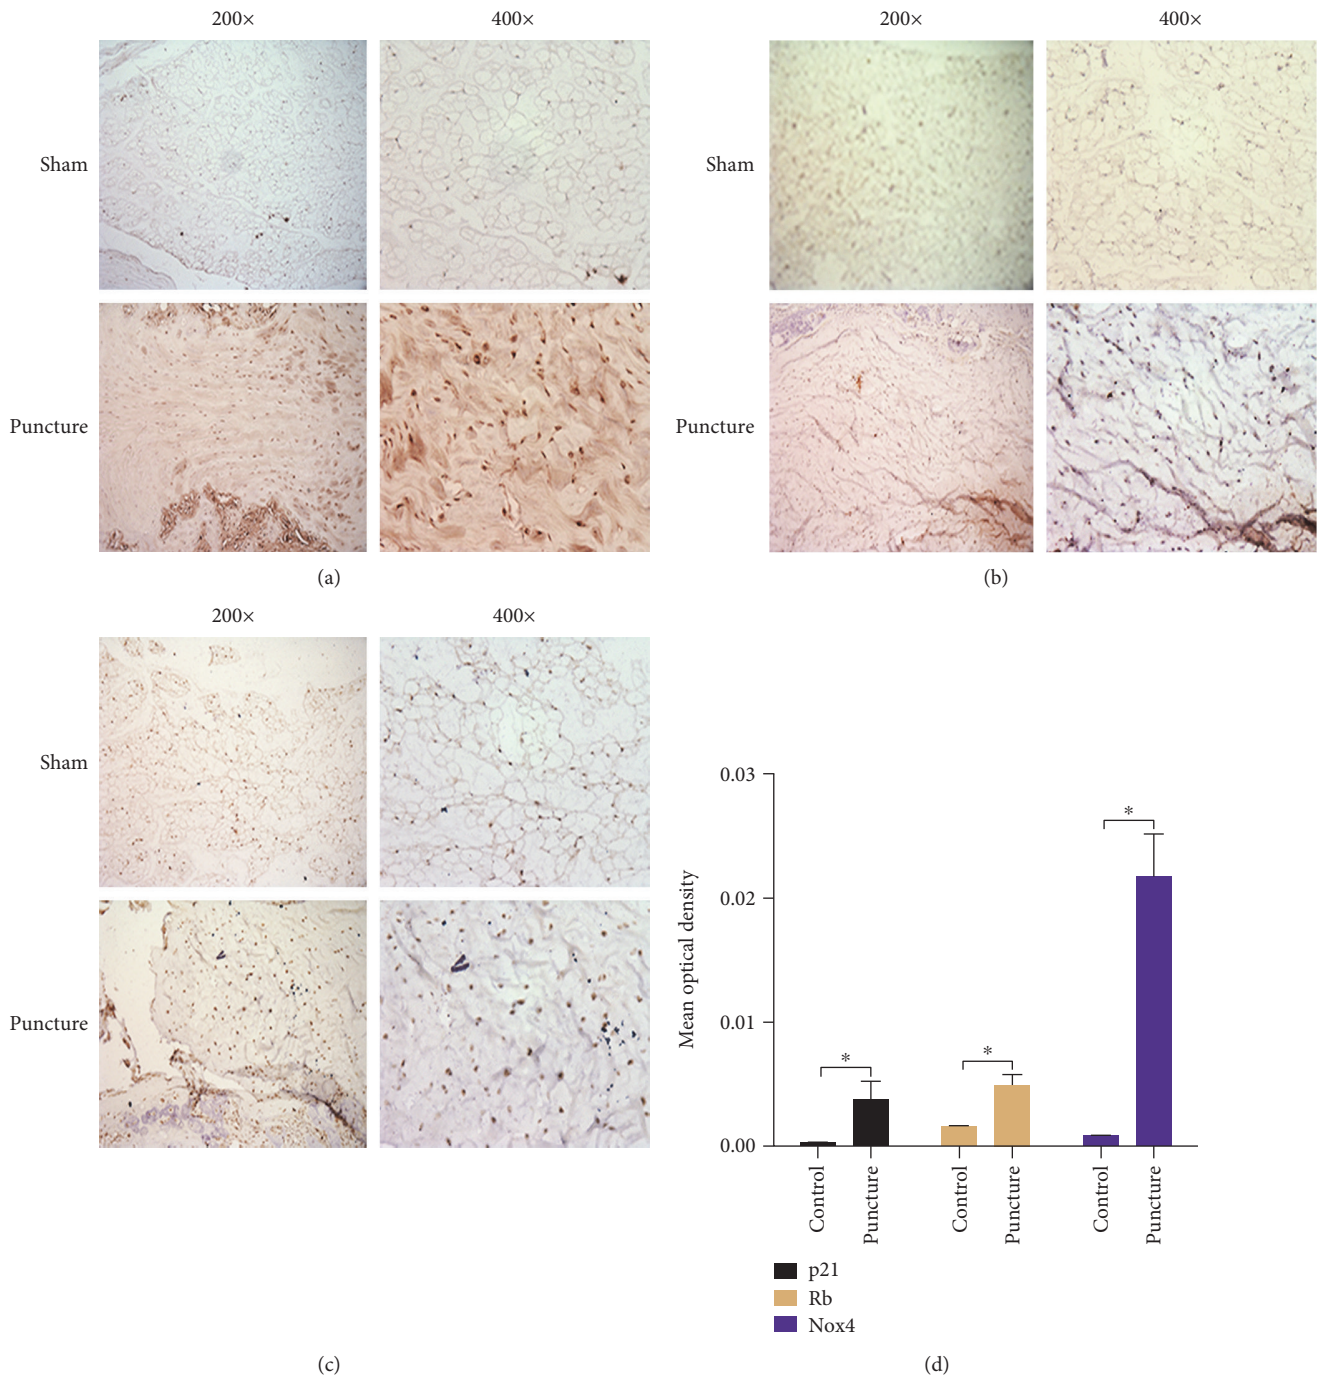 200×
400×
Sham
Puncture
(a)
200×
400×
Sham
Puncture
(b)
200×
400×
Sham
Puncture
(c)
Mean optical density
0.03
0.02
0.01
0.00
*
*
*
Control
Puncture
Control
Puncture
Control
Puncture
p21
Rb
Nox4
(d)